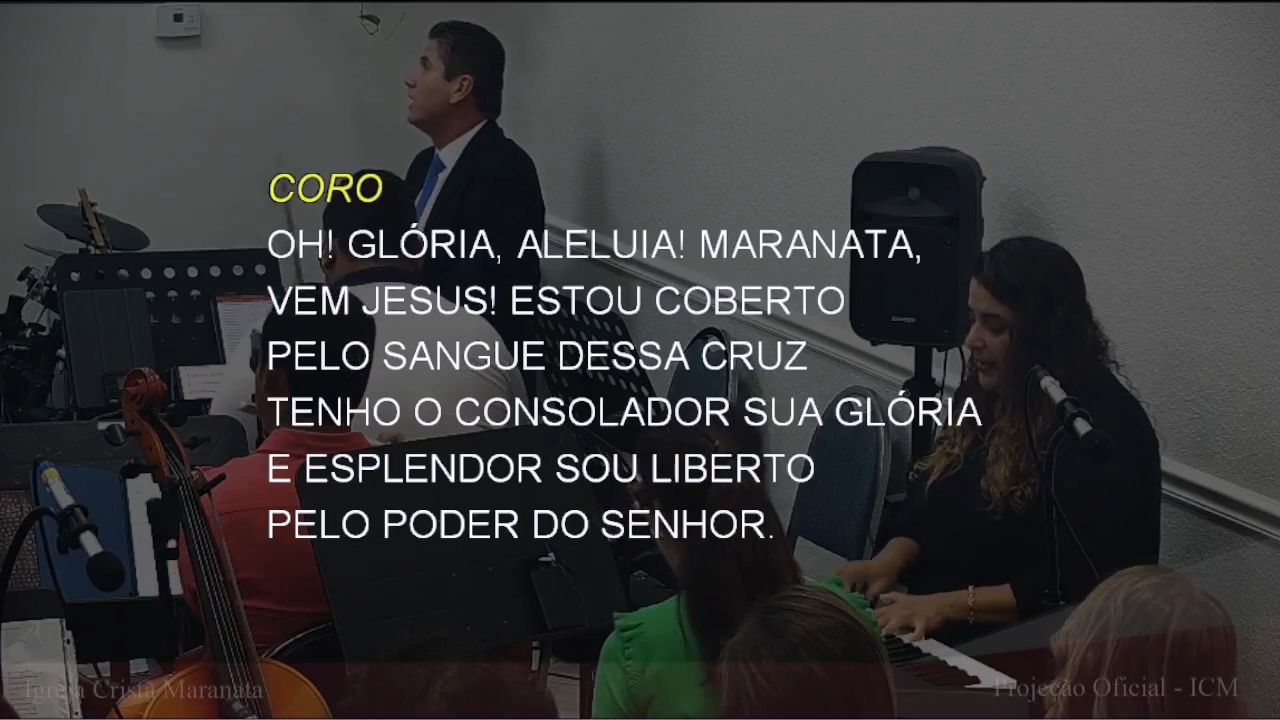 CORO
OH! GLÓRIA, ALELUIA! MARANATA,
VEM JESUS! ESTOU COBERTO
PELO SANGUE DESSA CRUZ
TENHO O CONSOLADOR SUA GLÓRIA
E ESPLENDOR SOU LIBERTO
PELO PODER DO SENHOR.
Igreja Cristã Maranata
Projeção Oficial - ICM